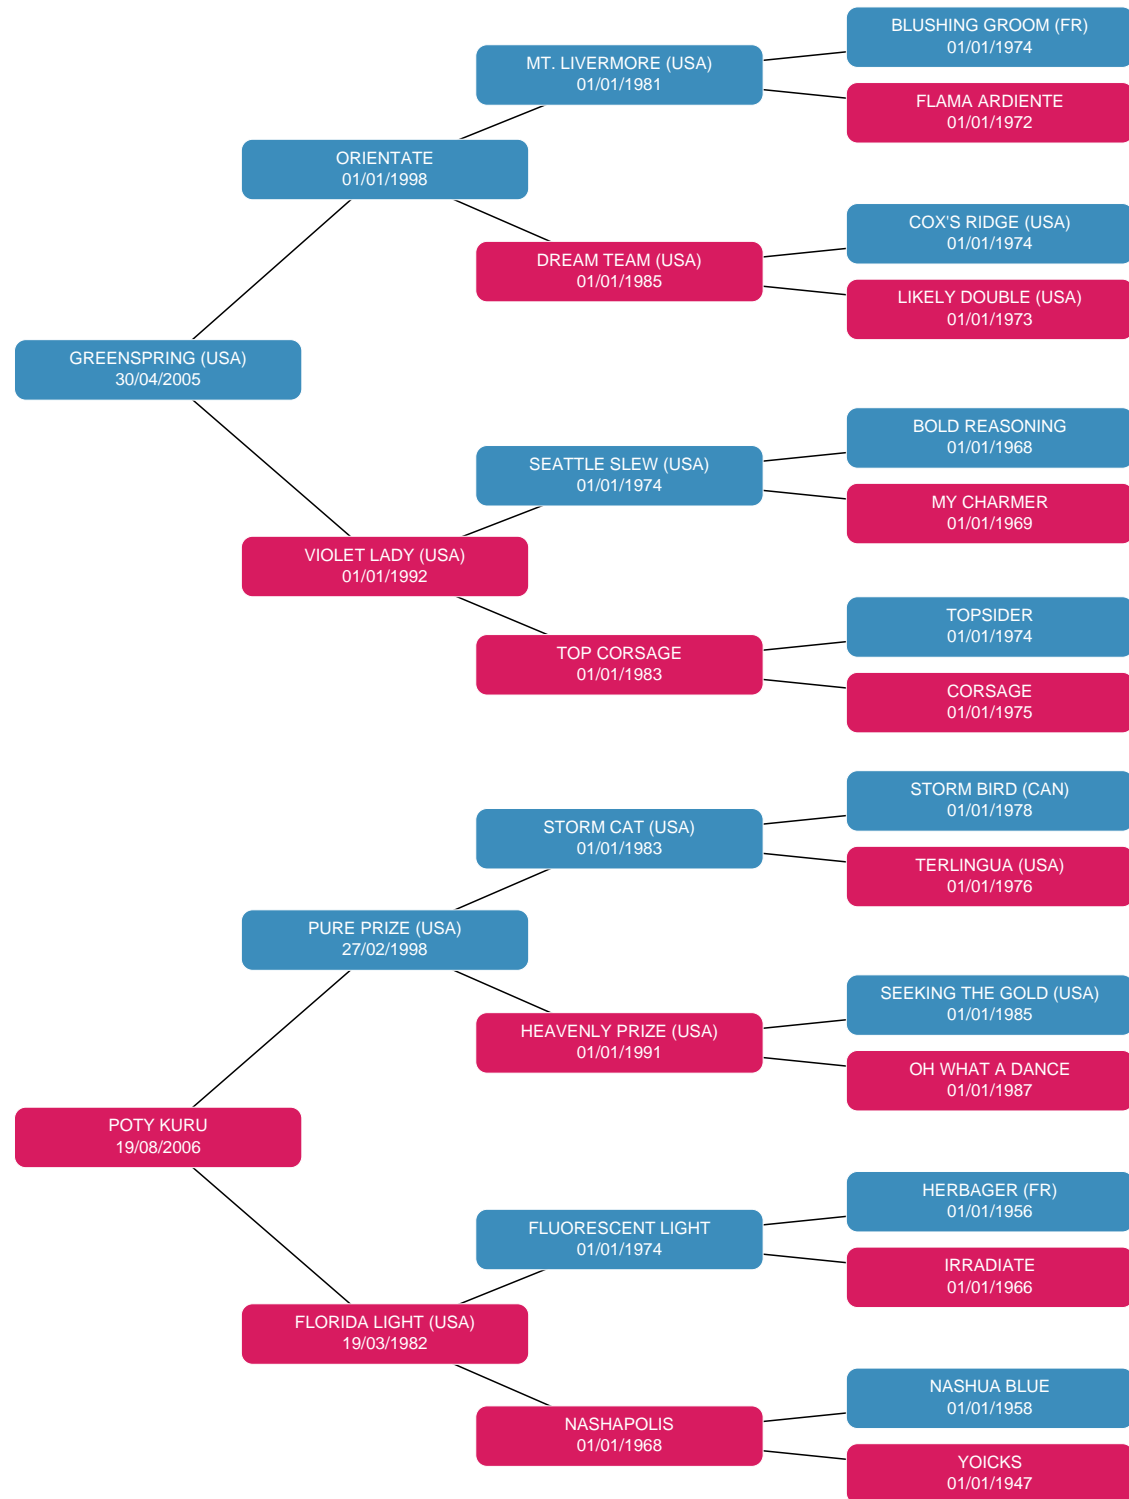 BLUSHING GROOM (FR)
01/01/1974
MT. LIVERMORE (USA)
01/01/1981
FLAMA ARDIENTE
01/01/1972
ORIENTATE
01/01/1998
COX'S RIDGE (USA)
01/01/1974
DREAM TEAM (USA)
01/01/1985
LIKELY DOUBLE (USA)
01/01/1973
GREENSPRING (USA)
30/04/2005
BOLD REASONING
01/01/1968
SEATTLE SLEW (USA)
01/01/1974
MY CHARMER
01/01/1969
VIOLET LADY (USA)
01/01/1992
TOPSIDER
01/01/1974
TOP CORSAGE
01/01/1983
CORSAGE
01/01/1975
STORM BIRD (CAN)
01/01/1978
STORM CAT (USA)
01/01/1983
TERLINGUA (USA)
01/01/1976
PURE PRIZE (USA)
27/02/1998
SEEKING THE GOLD (USA)
01/01/1985
HEAVENLY PRIZE (USA)
01/01/1991
OH WHAT A DANCE
01/01/1987
POTY KURU
19/08/2006
HERBAGER (FR)
01/01/1956
FLUORESCENT LIGHT
01/01/1974
IRRADIATE
01/01/1966
FLORIDA LIGHT (USA)
19/03/1982
NASHUA BLUE
01/01/1958
NASHAPOLIS
01/01/1968
YOICKS
01/01/1947